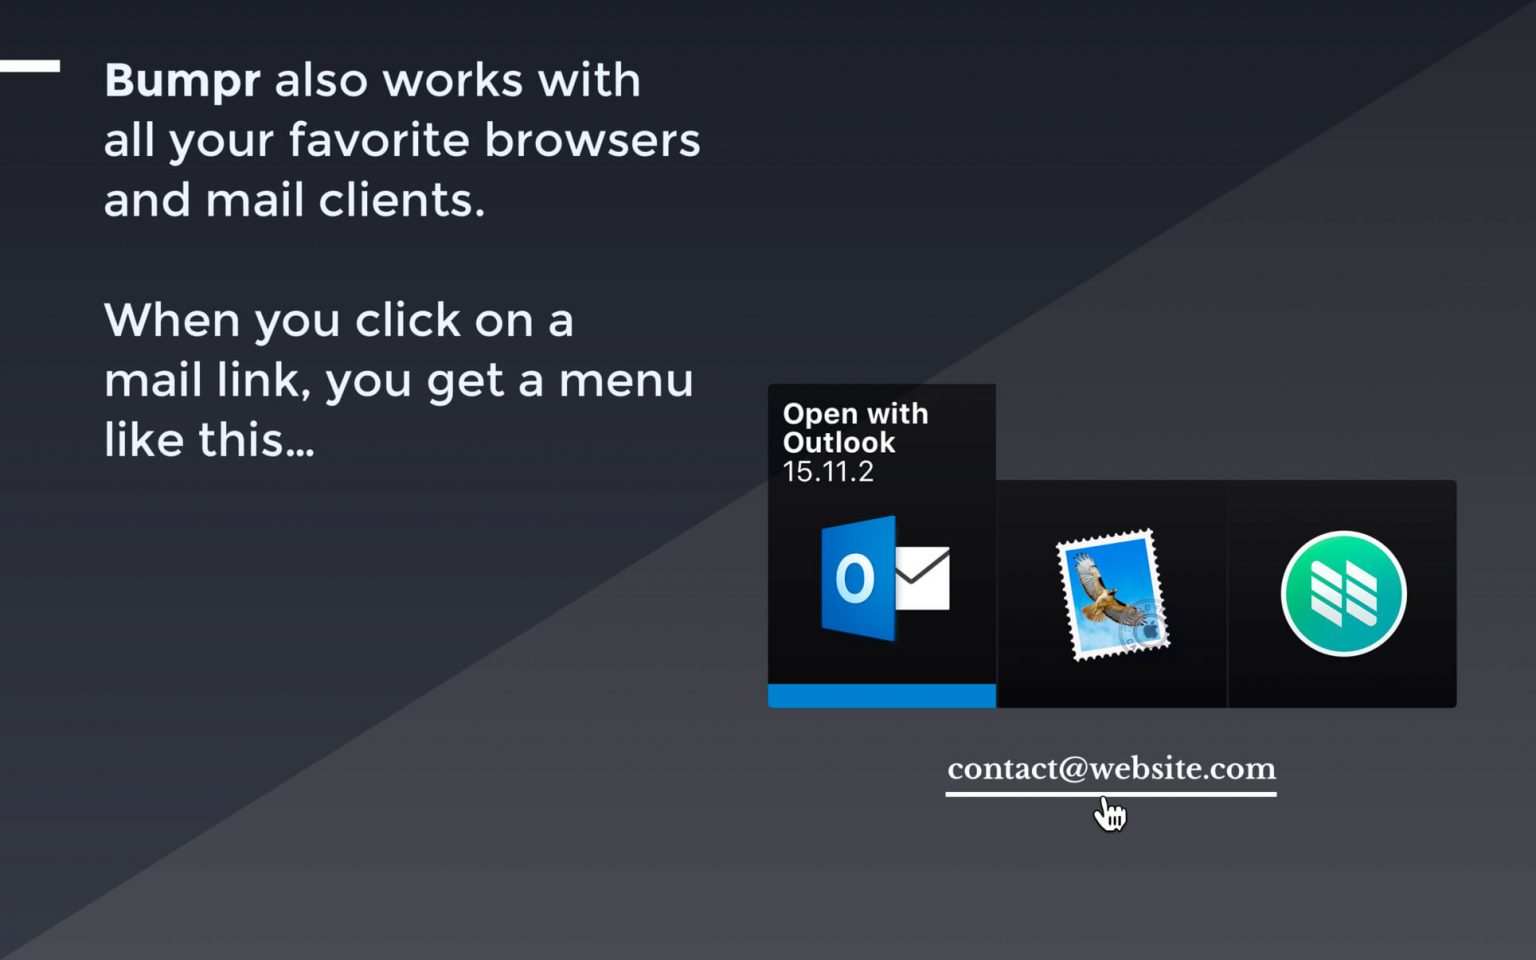 Bumpr also works with
all your favorite browsers
and mail clients.
When you click on a
mail link, you get a menu
like this...
Open with
Outlook
15.11.2
O
contact@website.com